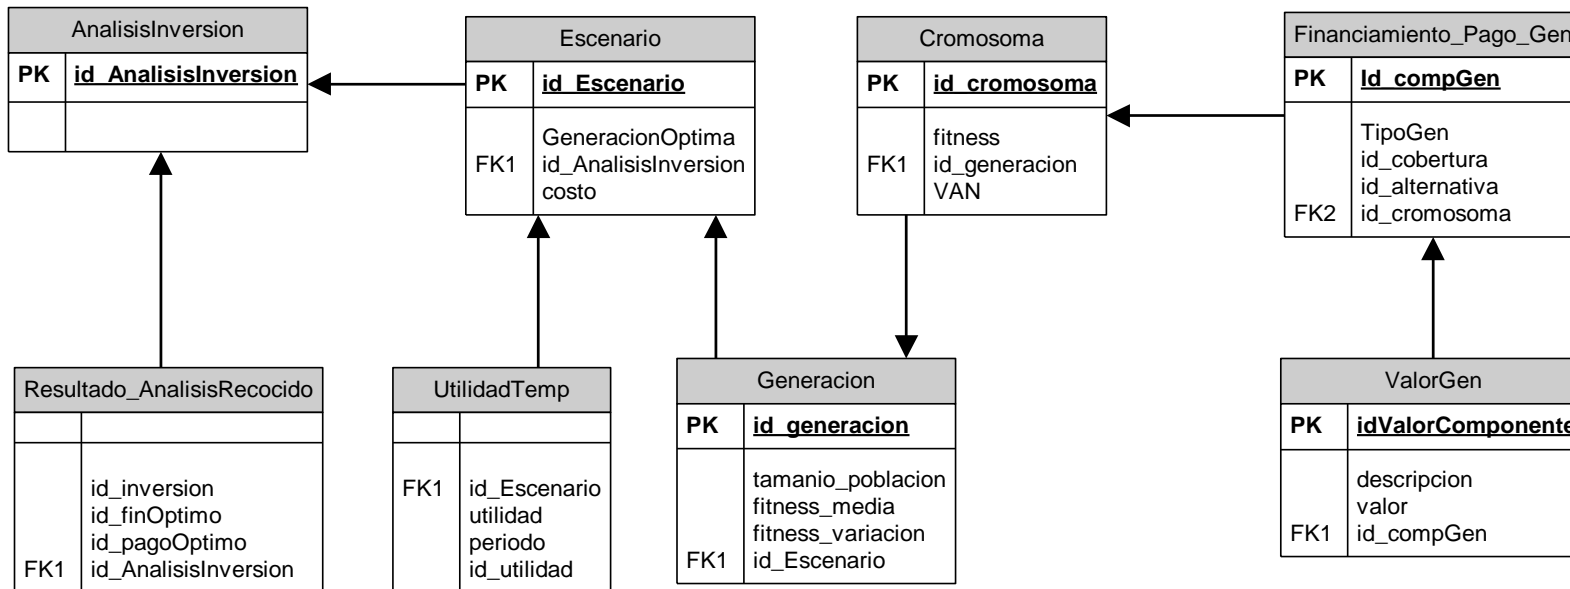 AnalisisInversion
PK id_AnalisisInversion
Escenario
PK id_Escenario
GeneracionOptima
FK1 id_AnalisisInversion
costo
Cromosoma
PK id_cromosoma
fitness
FK1 id_generacion
VAN
Financiamiento_Pago_Gen
PK Id_compGen
TipoGen
id_cobertura
id_alternativa
FK2 id_cromosoma
Resultado_AnalisisRecocido
id_inversion
id_finOptimo
id_pagoOptimo
FK1 id_AnalisisInversion
UtilidadTemp
FK1 id_Escenario
utilidad
periodo
id_utilidad
Generacion
PK id_generacion
tamanio_poblacion
fitness_media
fitness_variacion
FK1 id_Escenario
ValorGen
PK idValorComponente
descripcion
valor
FK1 id_compGen